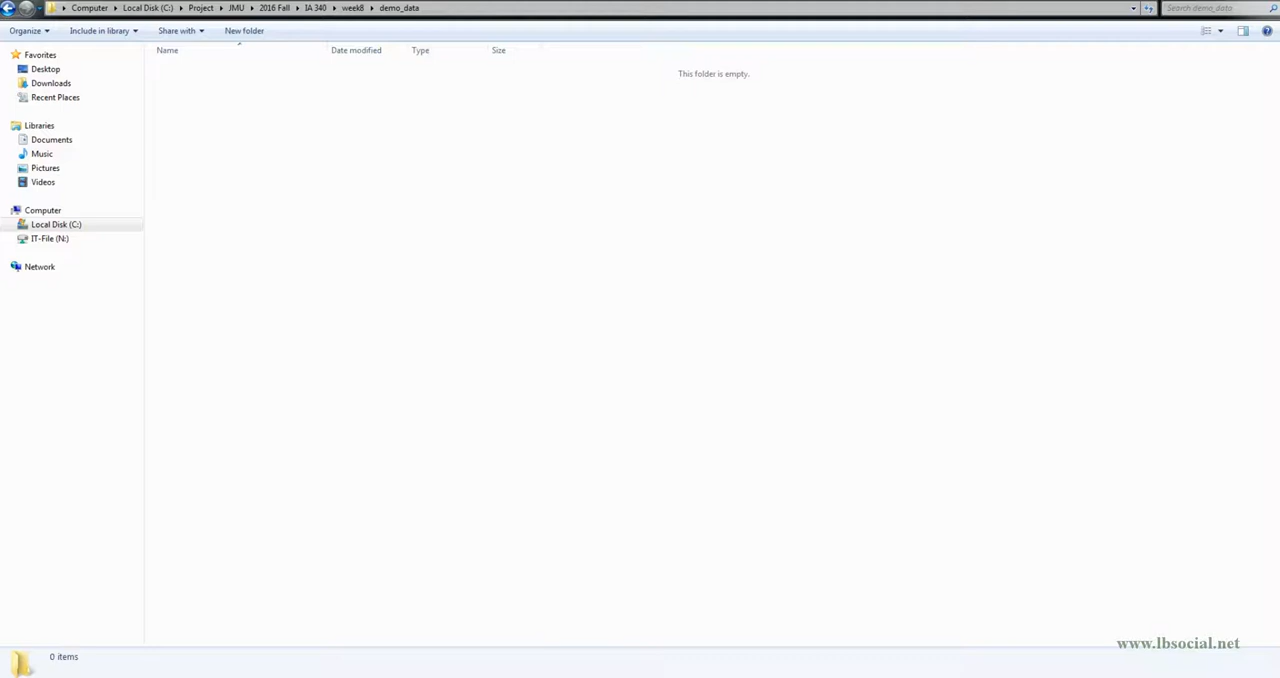 Computer Local Disk (C:) Project JMU 2016 Fall IA 340 week8 demo_data
Search demo_data
Organize Include in library Share with New folder
Name Date modified Type Size
This folder is empty.
Favorites
Desktop
Downloads
Recent Places
Libraries
Documents
Music
Pictures
Videos
Computer
Local Disk (C:)
IT-File (N:)
Network
www.lbsocial.net
0 items